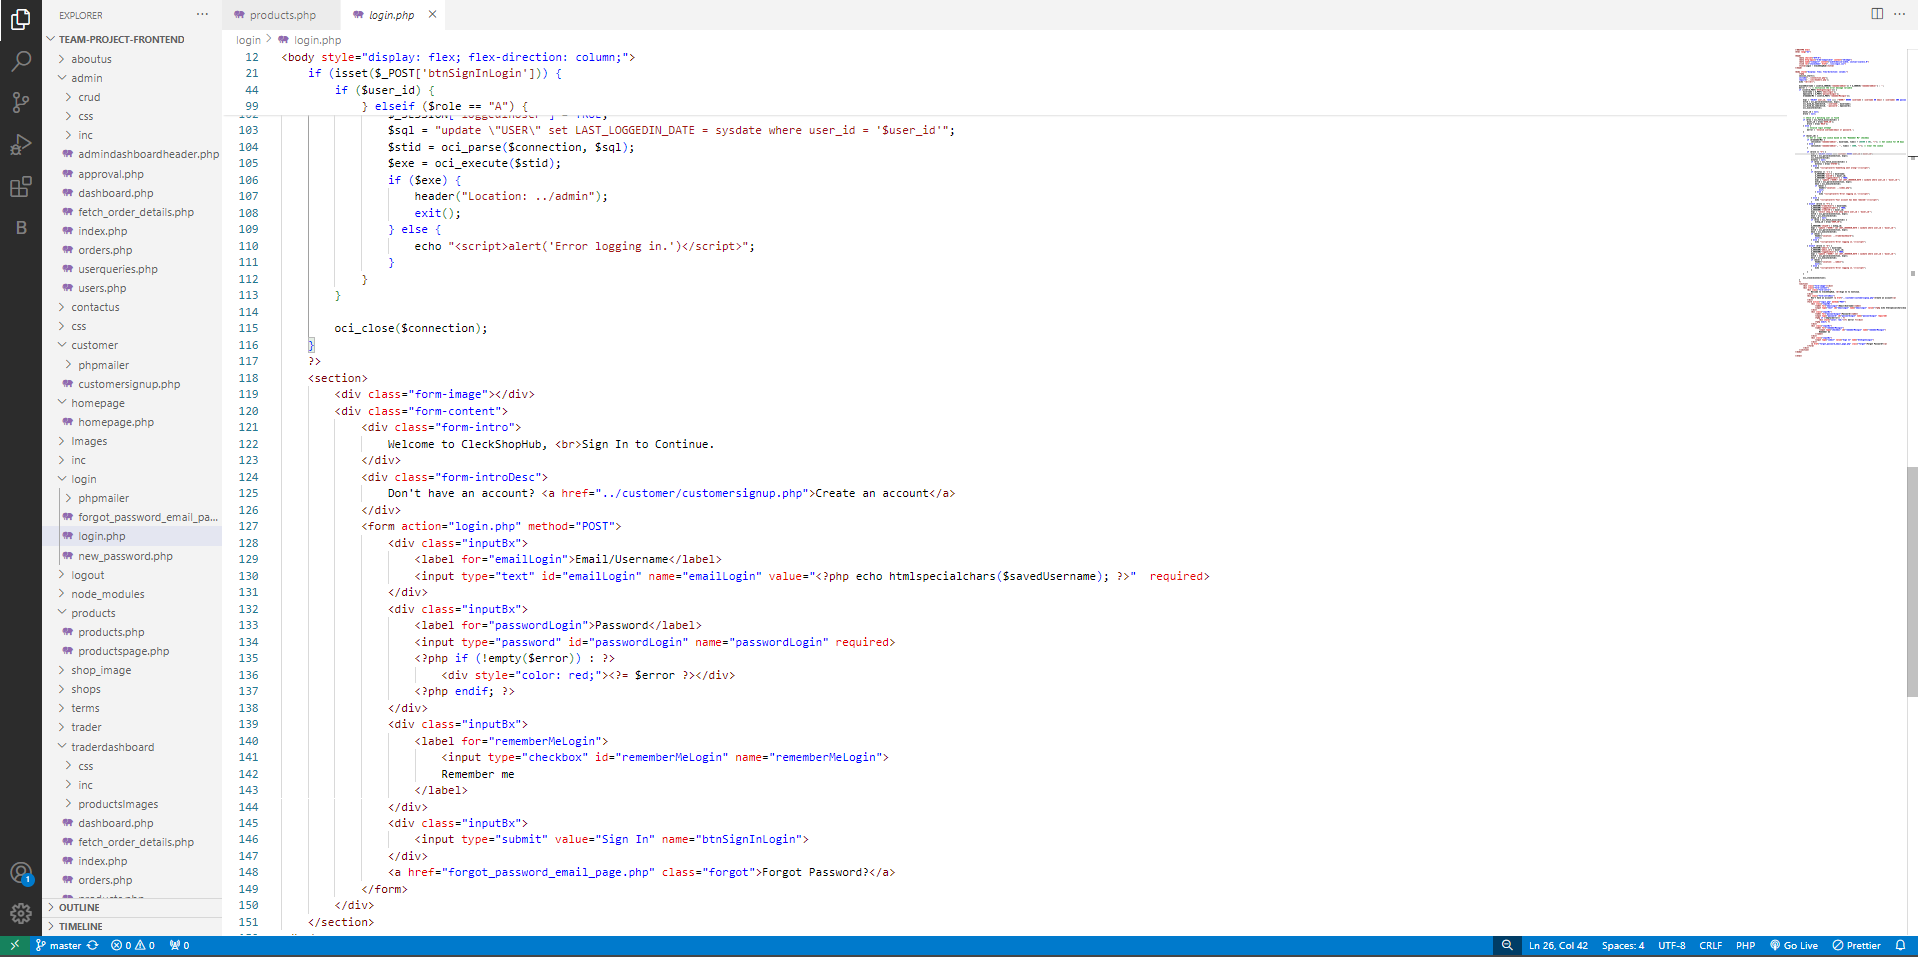 EXPLORER
TEAM-PROJECT-FRONTEND
aboutus
admin
crud
css
inc
admindashboardheader.php
approval.php
dashboard.php
fetch_order_details.php
index.php
orders.php
userqueries.php
users.php
contactus
css
customer
phpmailer
customersignup.php
homepage
homepage.php
Images
inc
login
phpmailer
forgot_password_email_pa...
login.php
new_password.php
logout
node_modules
products
products.php
productspage.php
shop_image
shops
terms
trader
traderdashboard
css
inc
productsImages
dashboard.php
fetch_order_details.php
index.php
orders.php
OUTLINE
TIMELINE
products.php
login.php
login > login.php
12 <body style="display: flex; flex-direction: column;">
21 if (isset($_POST['btnSignInLogin'])) {
44 if ($user_id) {
99 } elseif ($role == "A") {
103 $sql = "update \"USER\" set LAST_LOGGEDIN_DATE = sysdate where user_id = '$user_id'";
104 $stid = oci_parse($connection, $sql);
105 $exe = oci_execute($stid);
106 if ($exe) {
107 header("Location: ../admin");
108 exit();
109 } else {
110 echo "<script>alert('Error logging in.')</script>";
111 }
112 }
113 }
114
115 oci_close($connection);
116 }
117 ?>
118 <section>
119 <div class="form-image"></div>
120 <div class="form-content">
121 <div class="form-intro">
122 Welcome to CleckShopHub, <br>Sign In to Continue.
123 </div>
124 <div class="form-introDesc">
125 Don't have an account? <a href="../customer/customersignup.php">Create an account</a>
126 </div>
127 <form action="login.php" method="POST">
128 <div class="inputBx">
129 <label for="emailLogin">Email/Username</label>
130 <input type="text" id="emailLogin" name="emailLogin" value="<?php echo htmlspecialchars($savedUsername); ?>"  required>
131 </div>
132 <div class="inputBx">
133 <label for="passwordLogin">Password</label>
134 <input type="password" id="passwordLogin" name="passwordLogin" required>
135 <?php if (!empty($error)) : ?>
136 <div style="color: red;"><?= $error ?></div>
137 <?php endif; ?>
138 </div>
139 <div class="inputBx">
140 <label for="rememberMeLogin">
141 <input type="checkbox" id="rememberMeLogin" name="rememberMeLogin">
142 Remember me
143 </label>
144 </div>
145 <div class="inputBx">
146 <input type="submit" value="Sign In" name="btnSignInLogin">
147 </div>
148 <a href="forgot_password_email_page.php" class="forgot">Forgot Password?</a>
149 </form>
150 </div>
151 </section>
B
1
master 0 0 0 Ln 26, Col 42 Spaces: 4 UTF-8 CRLF PHP Go Live Prettier